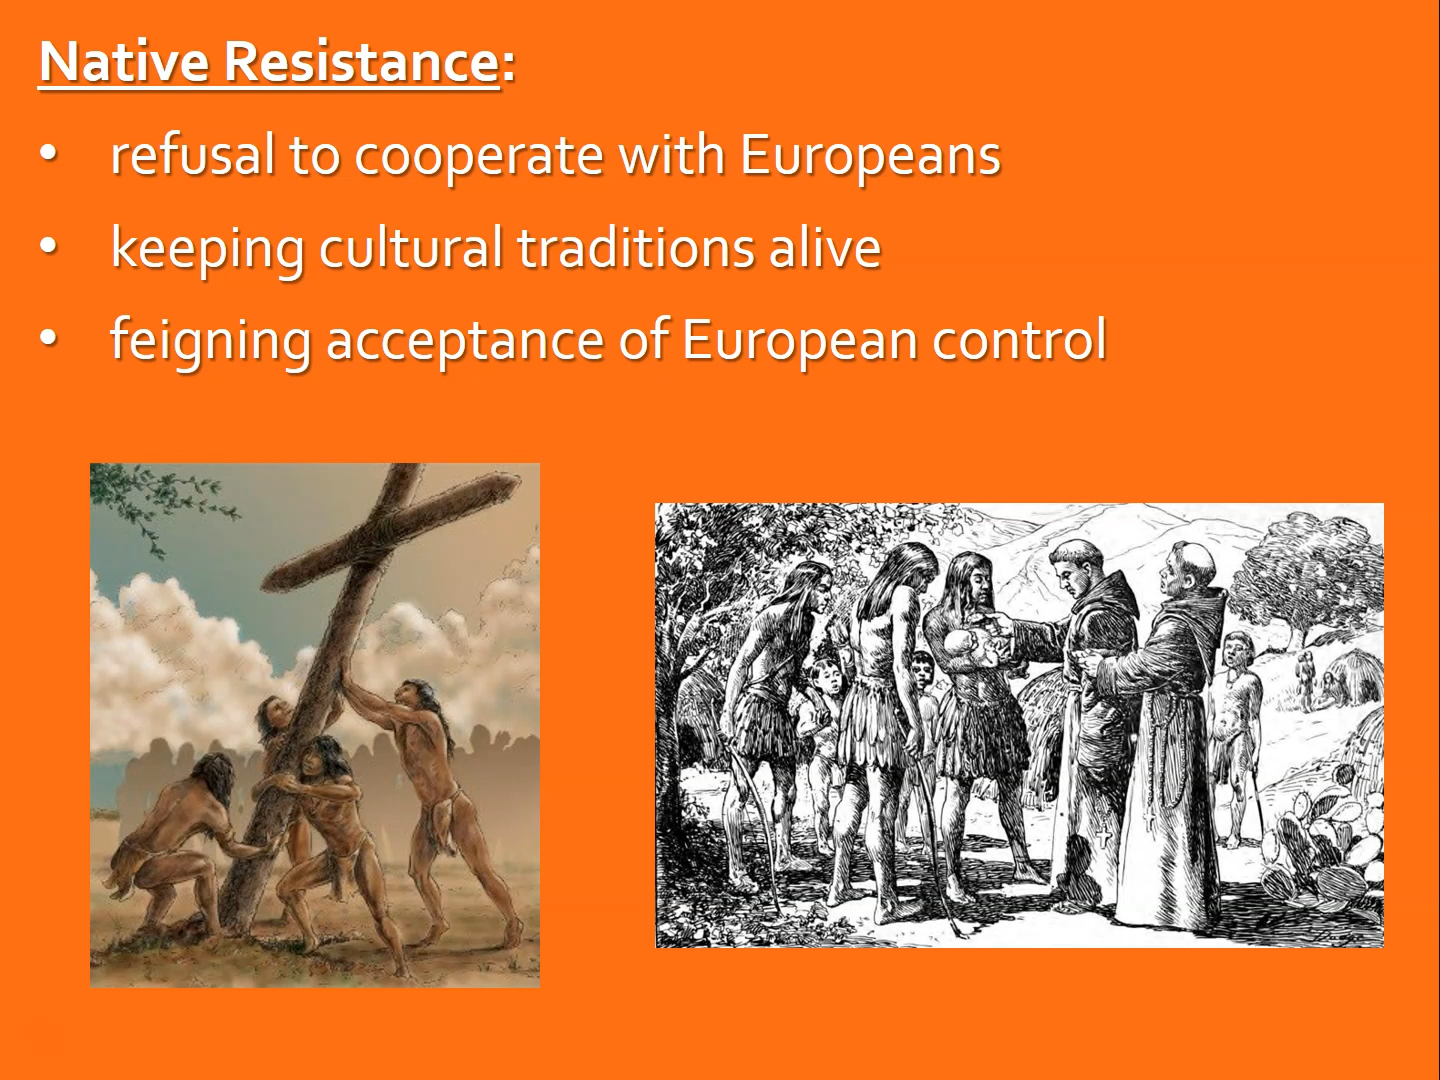 Native Resistance:
• refusal to cooperate with Europeans
• keeping cultural traditions alive
• feigning acceptance of European control